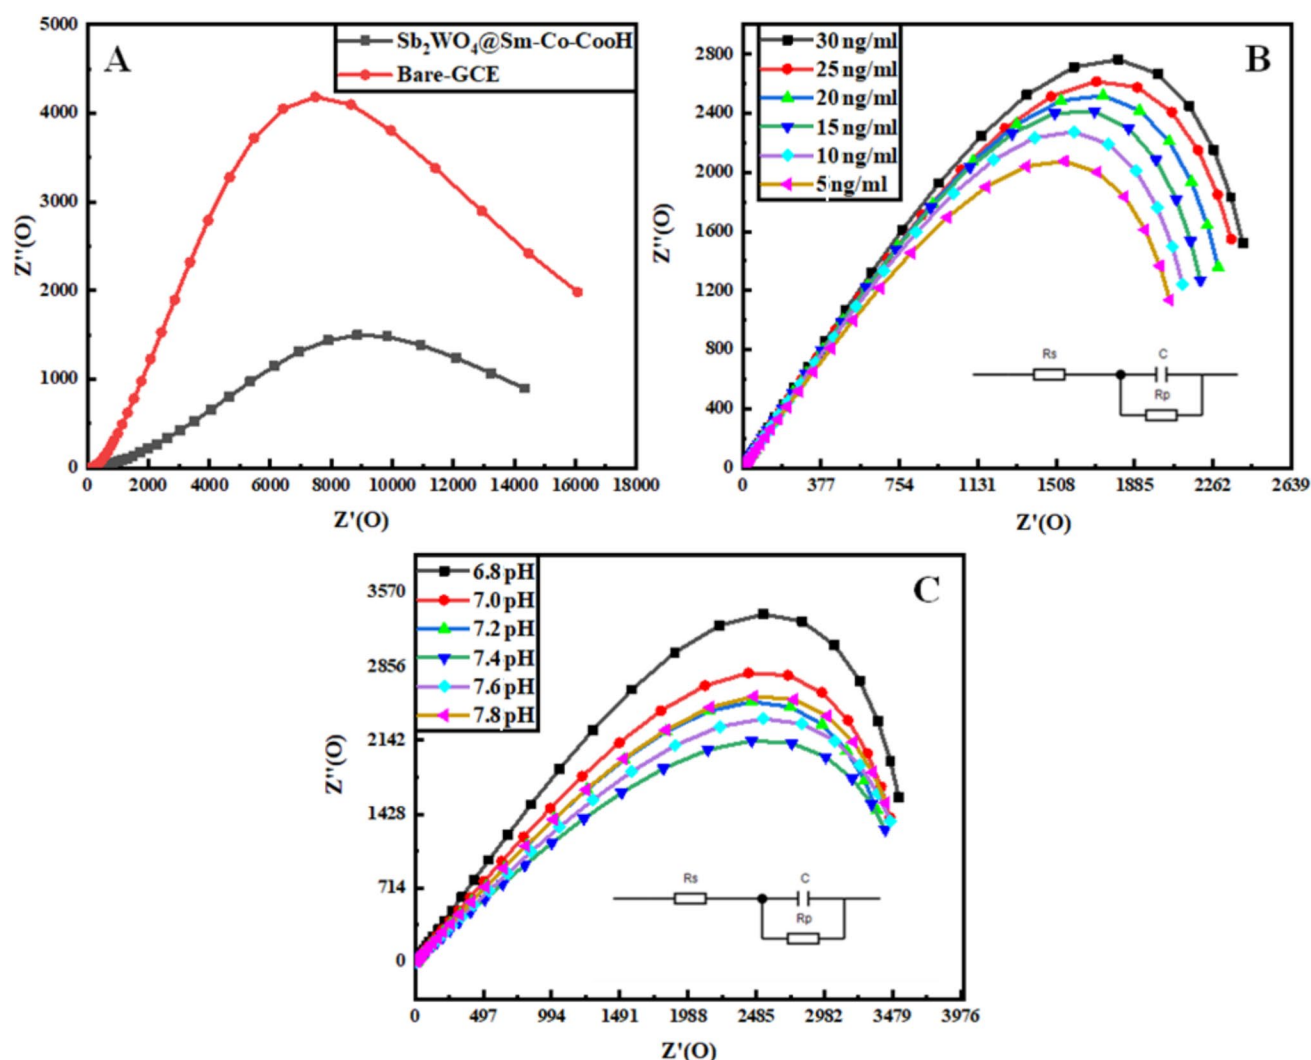 A
Sb₂WO₄@Sm-Co-CooH
Bare-GCE
5000
4000
3000
2000
1000
0
Z''(O)
0 2000 4000 6000 8000 10000 12000 14000 16000 18000
Z'(O)
B
30 ng/ml
25 ng/ml
20 ng/ml
15 ng/ml
10 ng/ml
5 ng/ml
2800
2400
2000
1600
1200
800
400
0
Z''(O)
Rs C
Rp
0 377 754 1131 1508 1885 2262 2639
Z'(O)
C
6.8 pH
7.0 pH
7.2 pH
7.4 pH
7.6 pH
7.8 pH
3570
2856
2142
1428
714
0
Z''(O)
Rs C
Rp
0 497 994 1491 1988 2485 2982 3479 3976
Z'(O)